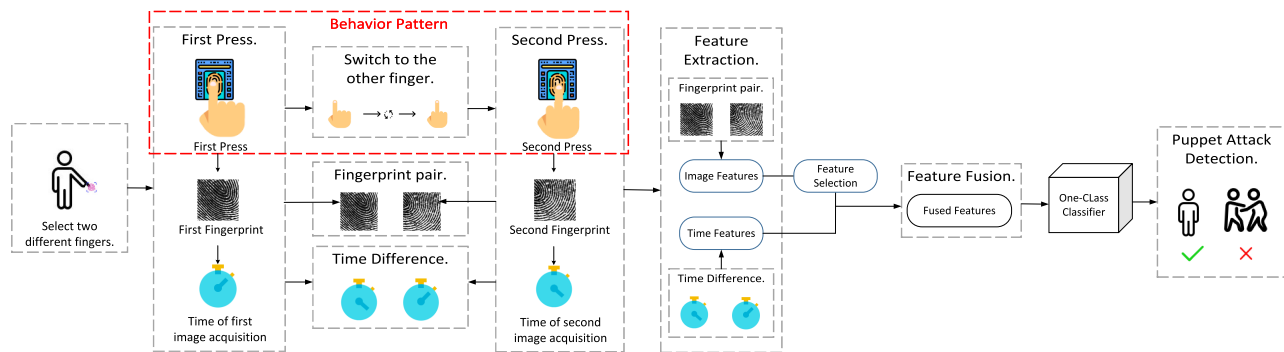 Behavior Pattern
First Press.
First Press
Switch to the
other finger.
Second Press.
Second Press
Select two
different fingers.
First Fingerprint
Fingerprint pair.
Second Fingerprint
Time of first
image acquisition
Time Difference.
Time of second
image acquisition
Feature
Extraction.
Fingerprint pair.
Image Features
Feature
Selection
Time Features
Time Difference.
Feature Fusion.
Fused Features
One-CLass
Classifier
Puppet Attack
Detection.